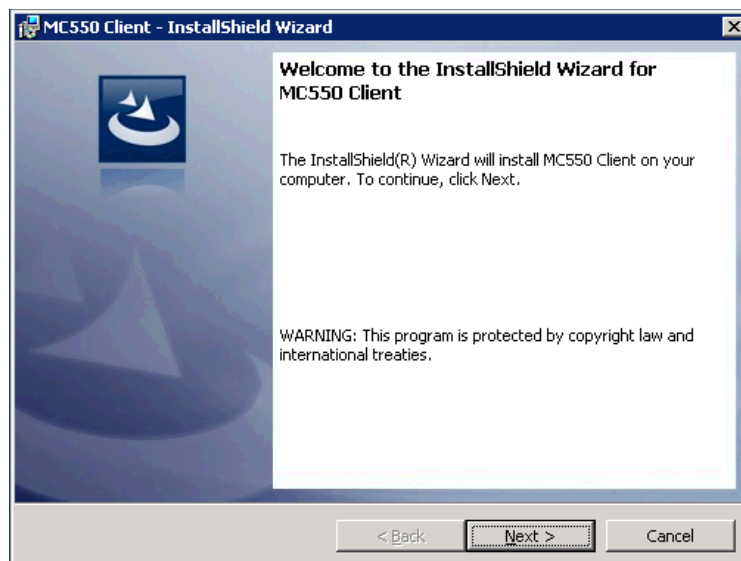 MC550 Client - InstallShield Wizard
Welcome to the InstallShield Wizard for
MC550 Client
The InstallShield(R) Wizard will install MC550 Client on your
computer. To continue, click Next.
WARNING: This program is protected by copyright law and
international treaties.
< Back
Next >
Cancel